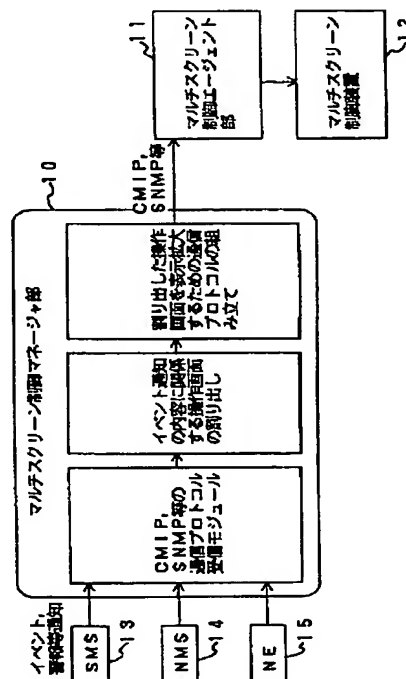 イベント,
警報等通知
SMS
13
NMS
14
NE
15
マルチスクリーン制御マネージャ部
10
CMIP,
SNMP等の
通信プロトコル
受信モジュール
イベント通知
の内容に関係
する操作画面
の割り出し
割り出した操作
画面を表示拡大
するための通信
プロトコルの組
み立て
CMIP,
SNMP等
11
マルチスクリーン
制御エージェント
部
マルチスクリーン
制御装置
12